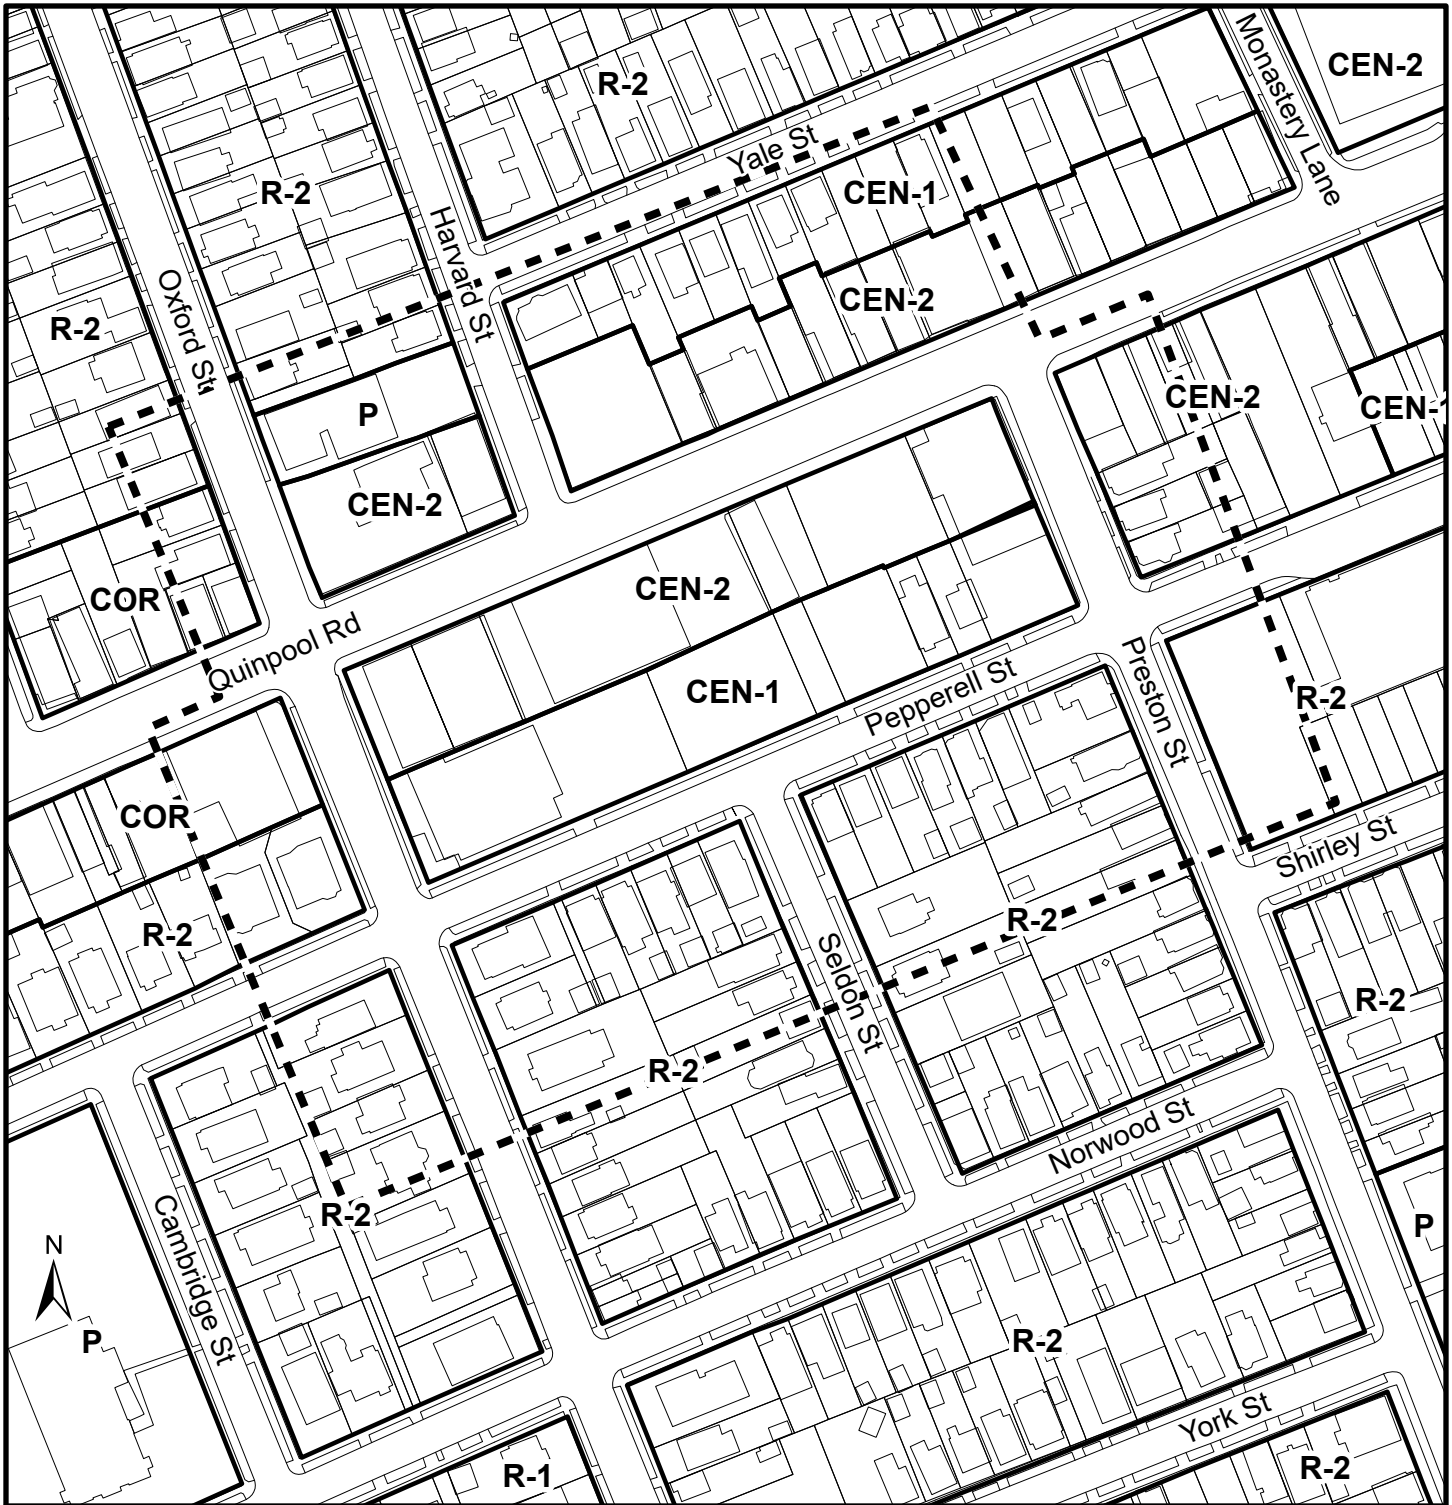 CEN-2
Monastery Lane
R-2
Yale St
R-2
CEN-1
Harvard St
Oxford St
CEN-2
R-2
CEN-2
CEN-1
P
CEN-2
CEN-2
COR
Quinpool Rd
CEN-1
Preston St
R-2
Pepperell St
COR
Shirley St
R-2
R-2
Seldon St
R-2
R-2
Norwood St
R-2
P
Cambridge St
N
P
R-2
York St
R-1
R-2